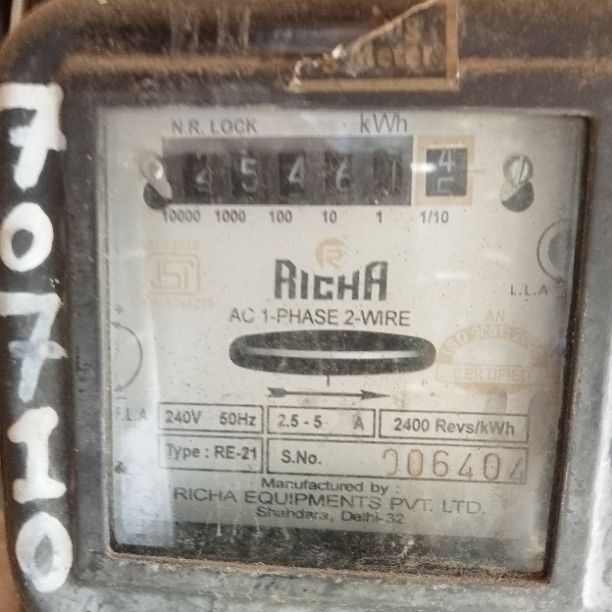 70710
N.R. LOCK kWh
5 4 6 1 4
10000 1000 100 10 1 1/10
RICHA
AC 1-PHASE 2-WIRE
L.L.A
AN
CERTIFIED
F.L.A
240V 50Hz 2.5 - 5 A 2400 Revs/kWh
Type : RE-21 S.No. 006404
Manufactured by :
RICHA EQUIPMENTS PVT. LTD.
Shahdara, Delhi-32